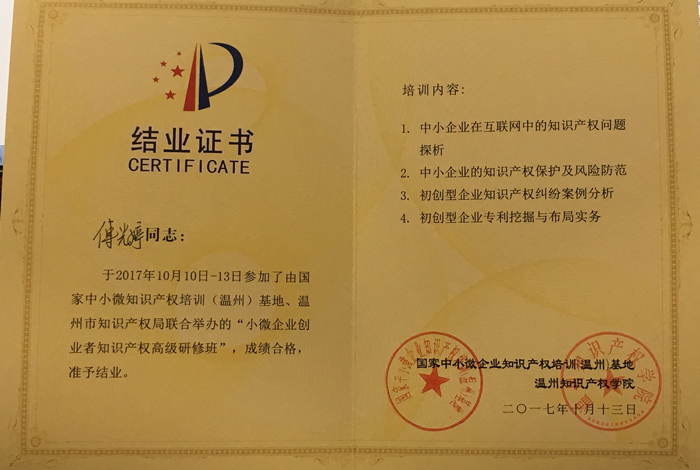 结业证书
CERTIFICATE
傅光婷同志：
于2017年10月10日-13日参加了由国
家中小微知识产权培训（温州）基地、温
州市知识产权局联合举办的“小微企业创
业者知识产权高级研修班”，成绩合格，
准予结业。
培训内容：
1. 中小企业在互联网中的知识产权问题
探析
2. 中小企业的知识产权保护及风险防范
3. 初创型企业知识产权纠纷案例分析
4. 初创型企业专利挖掘与布局实务
国家中小微企业知识产权培训（温州）基地
温州知识产权学院
二〇一七年十月十三日